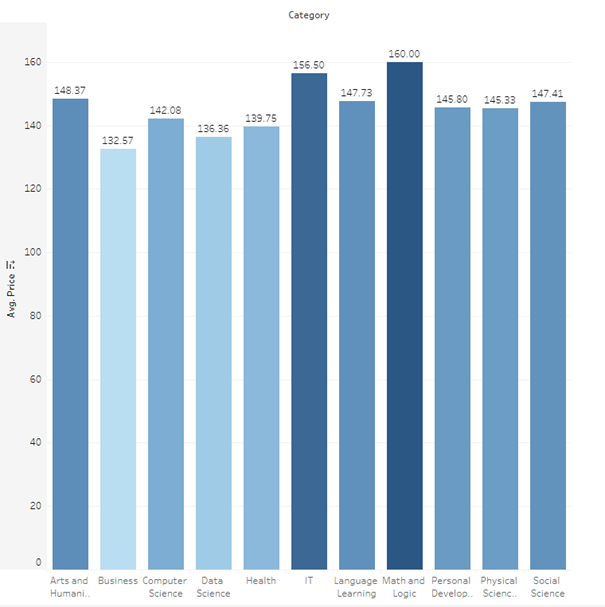 Category
Avg. Price
160
140
120
100
80
60
40
20
0
148.37
132.57
142.08
136.36
139.75
156.50
147.73
160.00
145.80
145.33
147.41
Arts and
Humani..
Business
Computer
Science
Data
Science
Health
IT
Language
Learning
Math and
Logic
Personal
Develop..
Physical
Scienc..
Social
Science